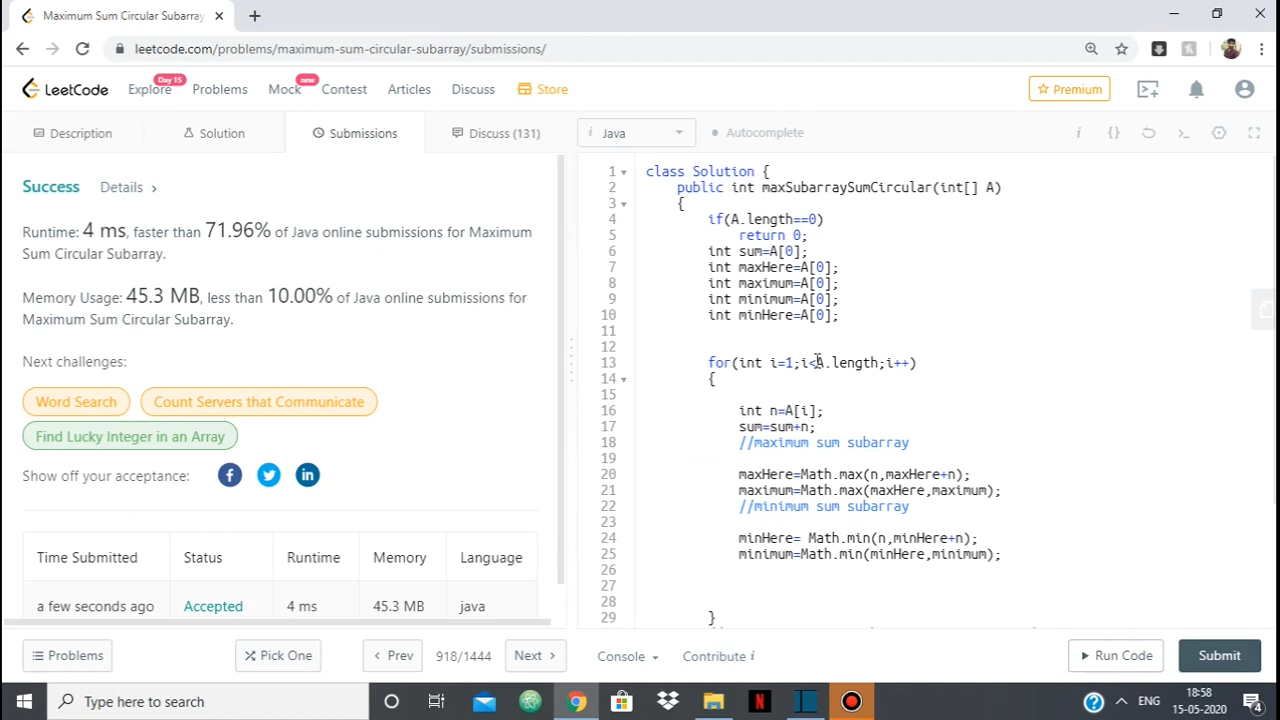 Maximum Sum Circular Subarray
leetcode.com/problems/maximum-sum-circular-subarray/submissions/
LeetCode
Explore
Day 15
Problems
Mock
new
Contest
Articles
Discuss
Store
Premium
Description
Solution
Submissions
Discuss (131)
i Java
Autocomplete
Success Details >
Runtime: 4 ms, faster than 71.96% of Java online submissions for Maximum
Sum Circular Subarray.
Memory Usage: 45.3 MB, less than 10.00% of Java online submissions for
Maximum Sum Circular Subarray.
Next challenges:
Word Search
Count Servers that Communicate
Find Lucky Integer in an Array
Show off your acceptance:
Time Submitted Status Runtime Memory Language
a few seconds ago Accepted 4 ms 45.3 MB java
1 class Solution {
2 public int maxSubarraySumCircular(int[] A)
3 {
4 if(A.length==0)
5 return 0;
6 int sum=A[0];
7 int maxHere=A[0];
8 int maximum=A[0];
9 int minimum=A[0];
10 int minHere=A[0];
11
12
13 for(int i=1;i<A.length;i++)
14 {
15
16 int n=A[i];
17 sum=sum+n;
18 //maximum sum subarray
19
20 maxHere=Math.max(n,maxHere+n);
21 maximum=Math.max(maxHere,maximum);
22 //minimum sum subarray
23
24 minHere= Math.min(n,minHere+n);
25 minimum=Math.min(minHere,minimum);
26
27
28
29 }
Problems
Pick One
< Prev
918/1444
Next >
Console
Contribute i
Run Code
Submit
Type here to search
ENG
18:58
15-05-2020
4